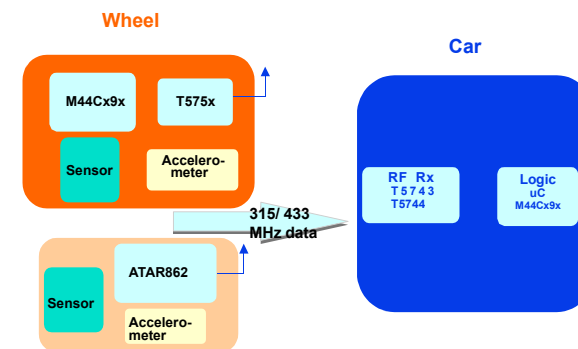 Wheel
Car
M44Cx9x
T575x
Sensor
Accelero-
meter
RF Rx
T5743
T5744
Logic
uC
M44Cx9x
315/ 433
MHz data
ATAR862
Sensor
Accelero-
meter